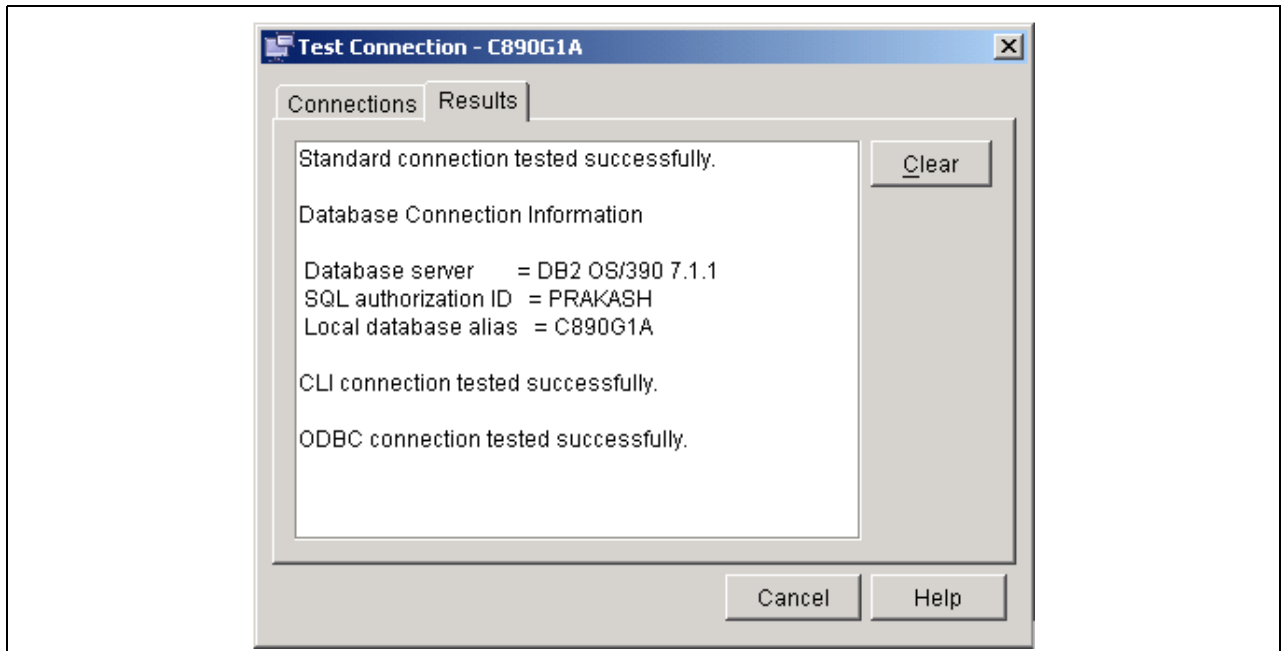 Test Connection - C890G1A
Connections Results
Standard connection tested successfully.
Clear
Database Connection Information
Database server = DB2 OS/390 7.1.1
SQL authorization ID = PRAKASH
Local database alias = C890G1A
CLI connection tested successfully.
ODBC connection tested successfully.
Cancel Help